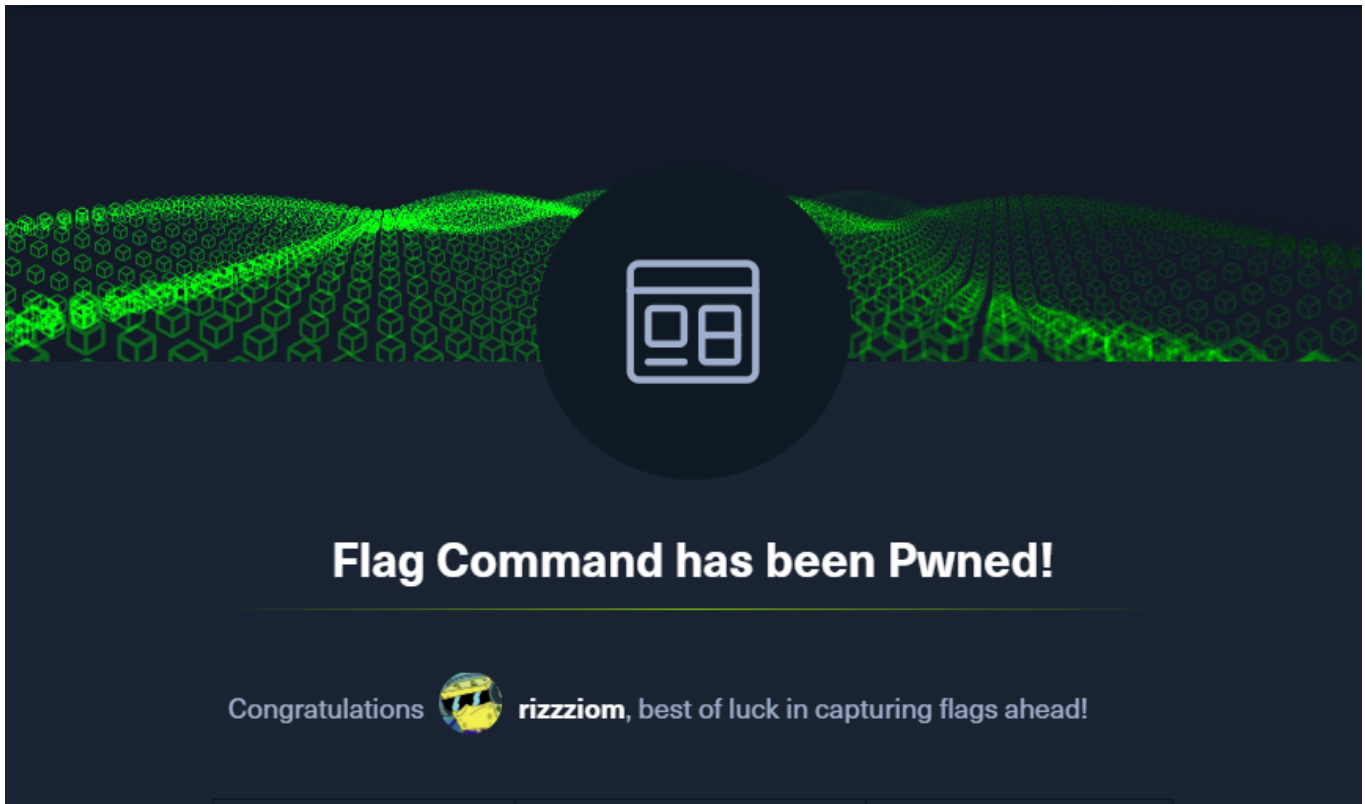 Flag Command has been Pwned!
Congratulations rizzziom, best of luck in capturing flags ahead!